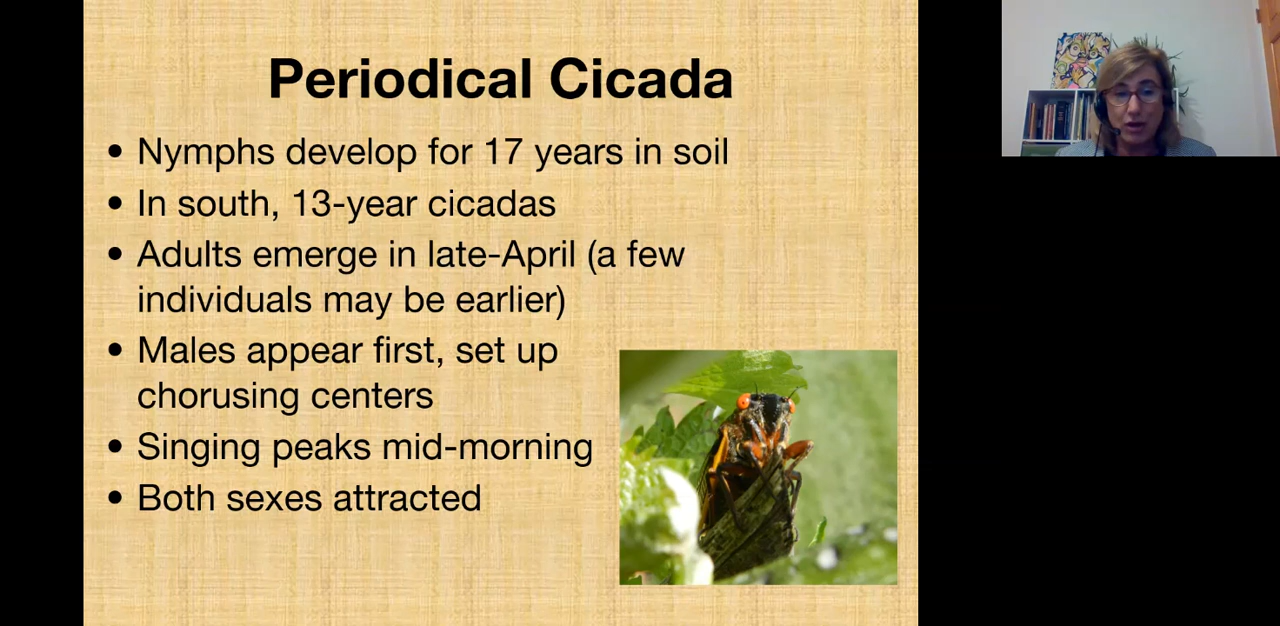 Periodical Cicada
• Nymphs develop for 17 years in soil
• In south, 13-year cicadas
• Adults emerge in late-April (a few
individuals may be earlier)
• Males appear first, set up
chorusing centers
• Singing peaks mid-morning
• Both sexes attracted